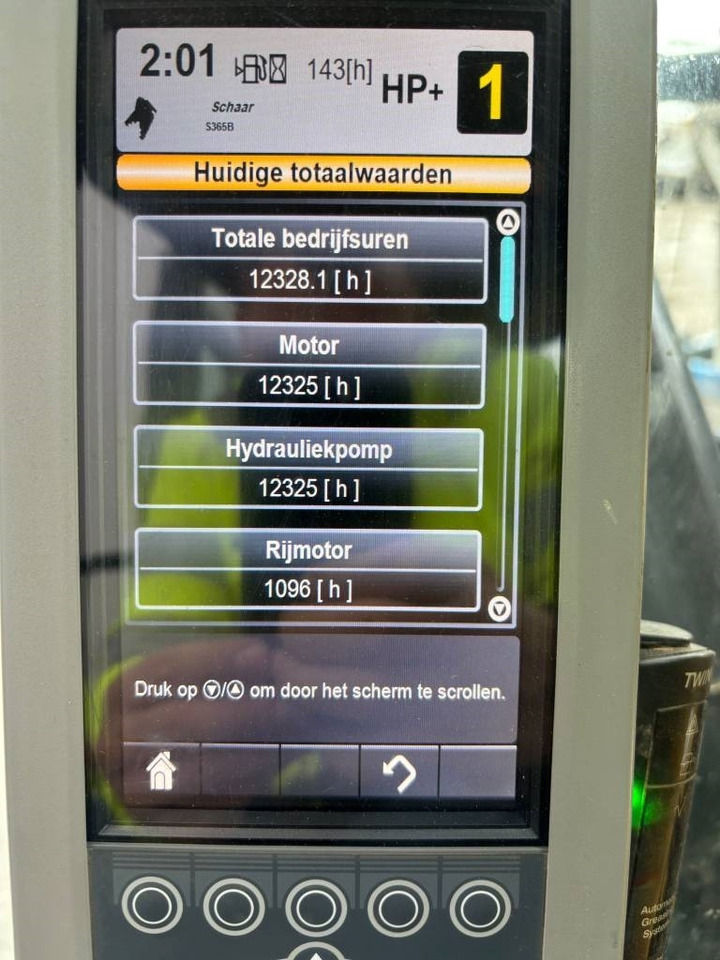 2:01
143[h]
HP+
1
Schaar
S365B
Huidige totaalwaarden
Totale bedrijfsuren
12328.1 [ h ]
Motor
12325 [ h ]
Hydrauliekpomp
12325 [ h ]
Rijmotor
1096 [ h ]
Druk op ▽/△ om door het scherm te scrollen.
TWIN